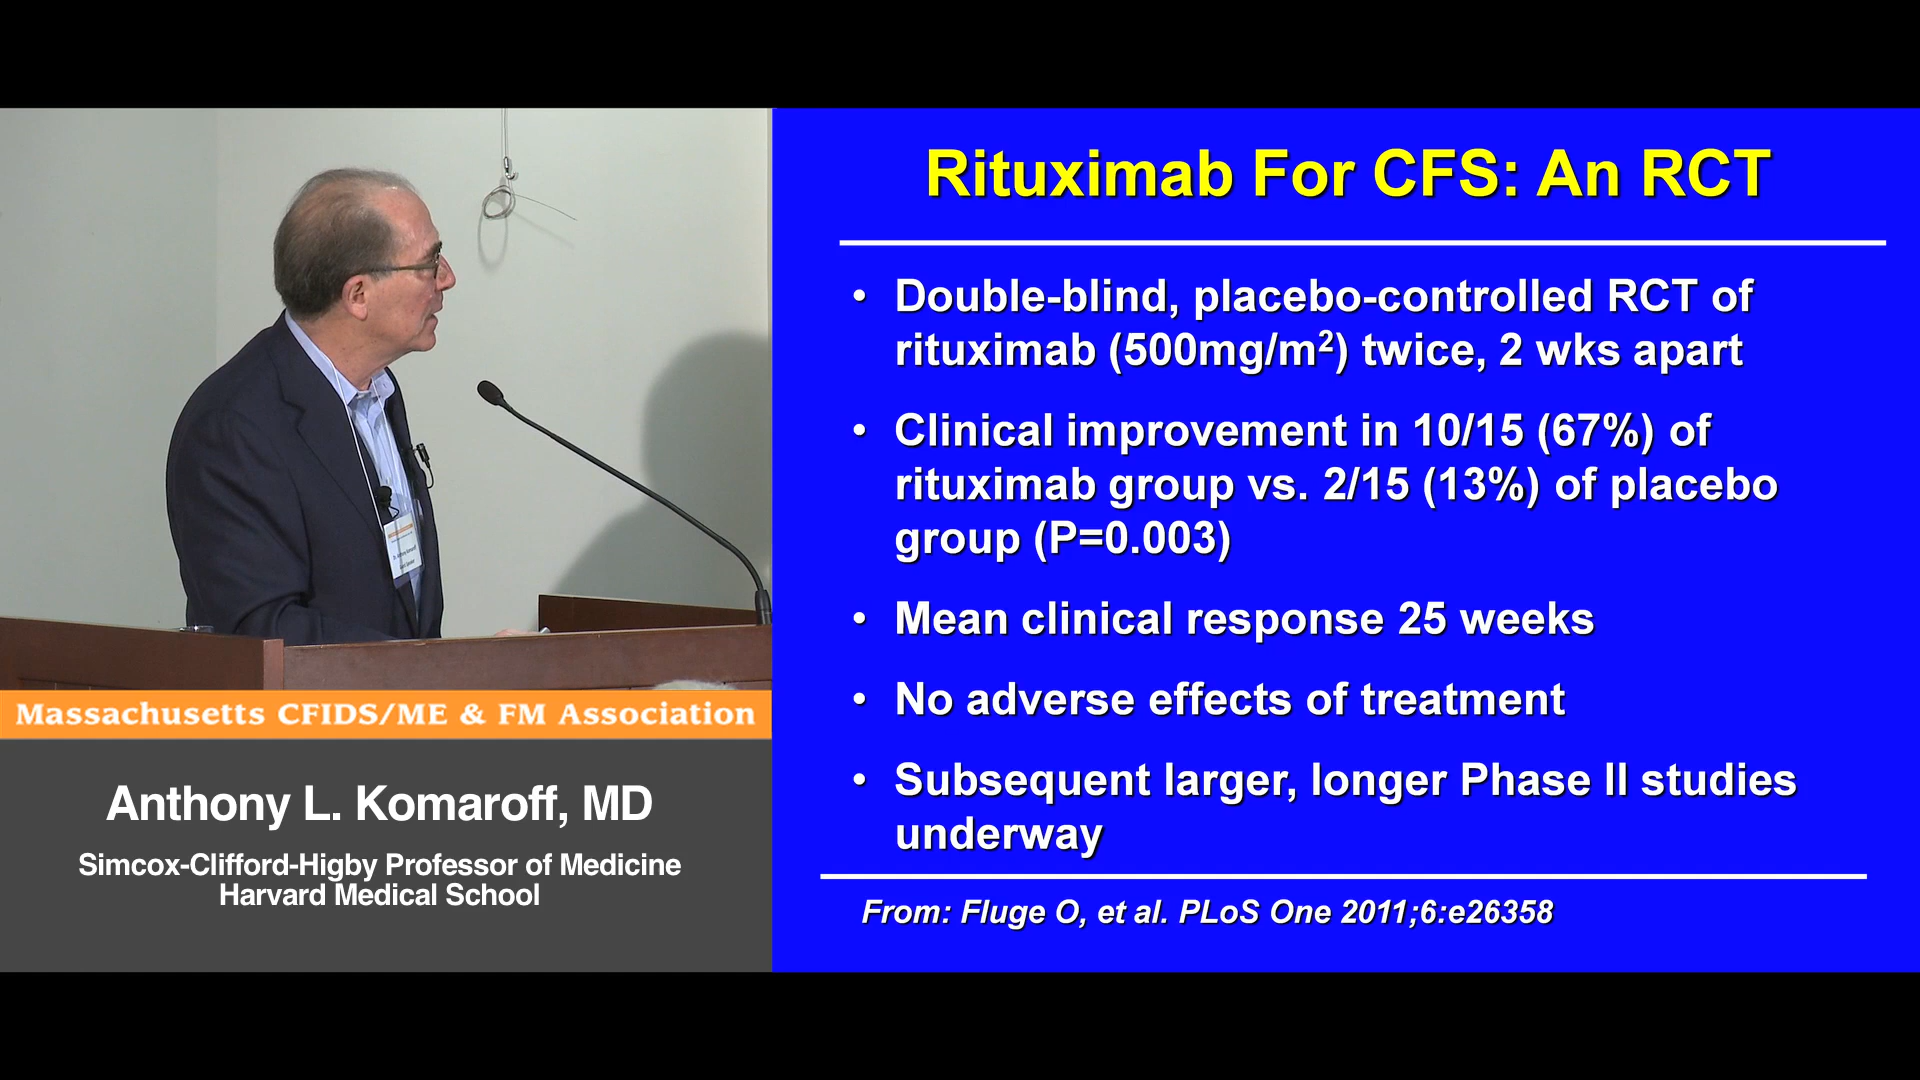 Rituximab For CFS: An RCT
• Double-blind, placebo-controlled RCT of
rituximab (500mg/m²) twice, 2 wks apart
• Clinical improvement in 10/15 (67%) of
rituximab group vs. 2/15 (13%) of placebo
group (P=0.003)
• Mean clinical response 25 weeks
• No adverse effects of treatment
• Subsequent larger, longer Phase II studies
underway
From: Fluge O, et al. PLoS One 2011;6:e26358
Massachusetts CFIDS/ME & FM Association
Anthony L. Komaroff, MD
Simcox-Clifford-Higby Professor of Medicine
Harvard Medical School